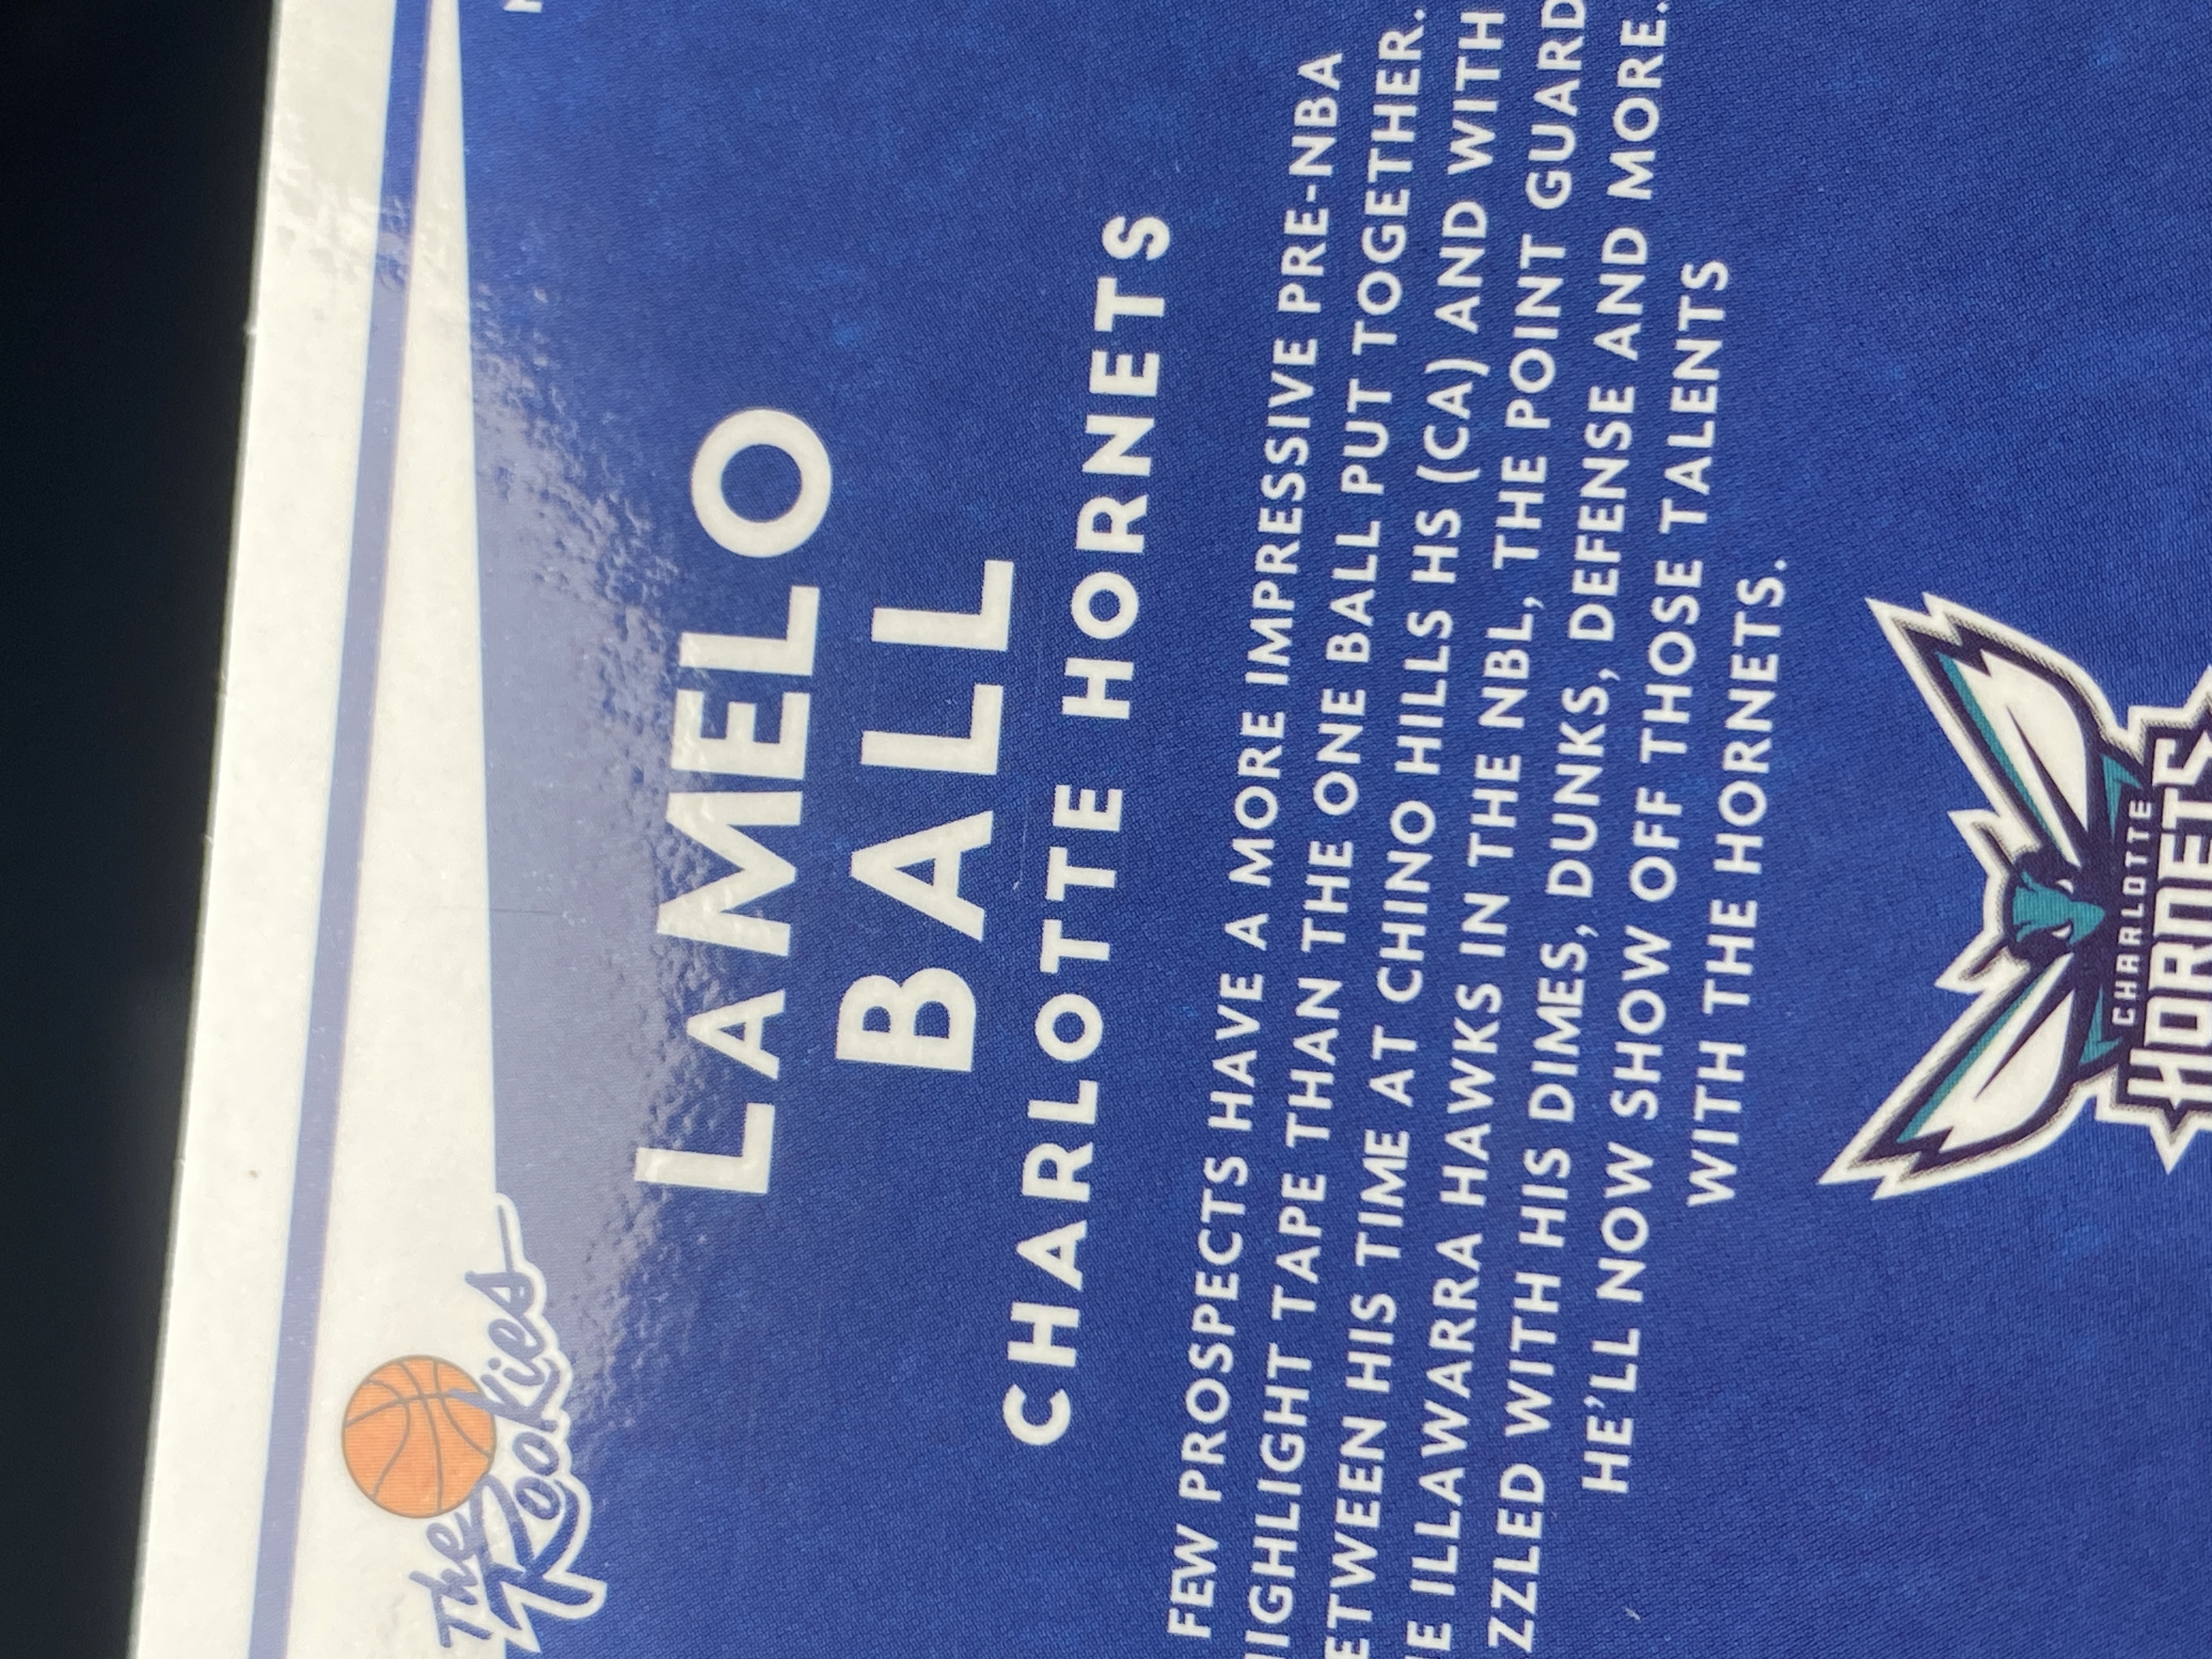 The Rookies
LAMELO
BALL
CHARLOTTE HORNETS
FEW PROSPECTS HAVE A MORE IMPRESSIVE PRE-NBA
HIGHLIGHT TAPE THAN THE ONE BALL PUT TOGETHER.
ETWEEN HIS TIME AT CHINO HILLS HS (CA) AND WITH
E ILLAWARRA HAWKS IN THE NBL, THE POINT GUARD
ZZLED WITH HIS DIMES, DUNKS, DEFENSE AND MORE.
HE'LL NOW SHOW OFF THOSE TALENTS
WITH THE HORNETS.
CHARLOTTE
HORNETS